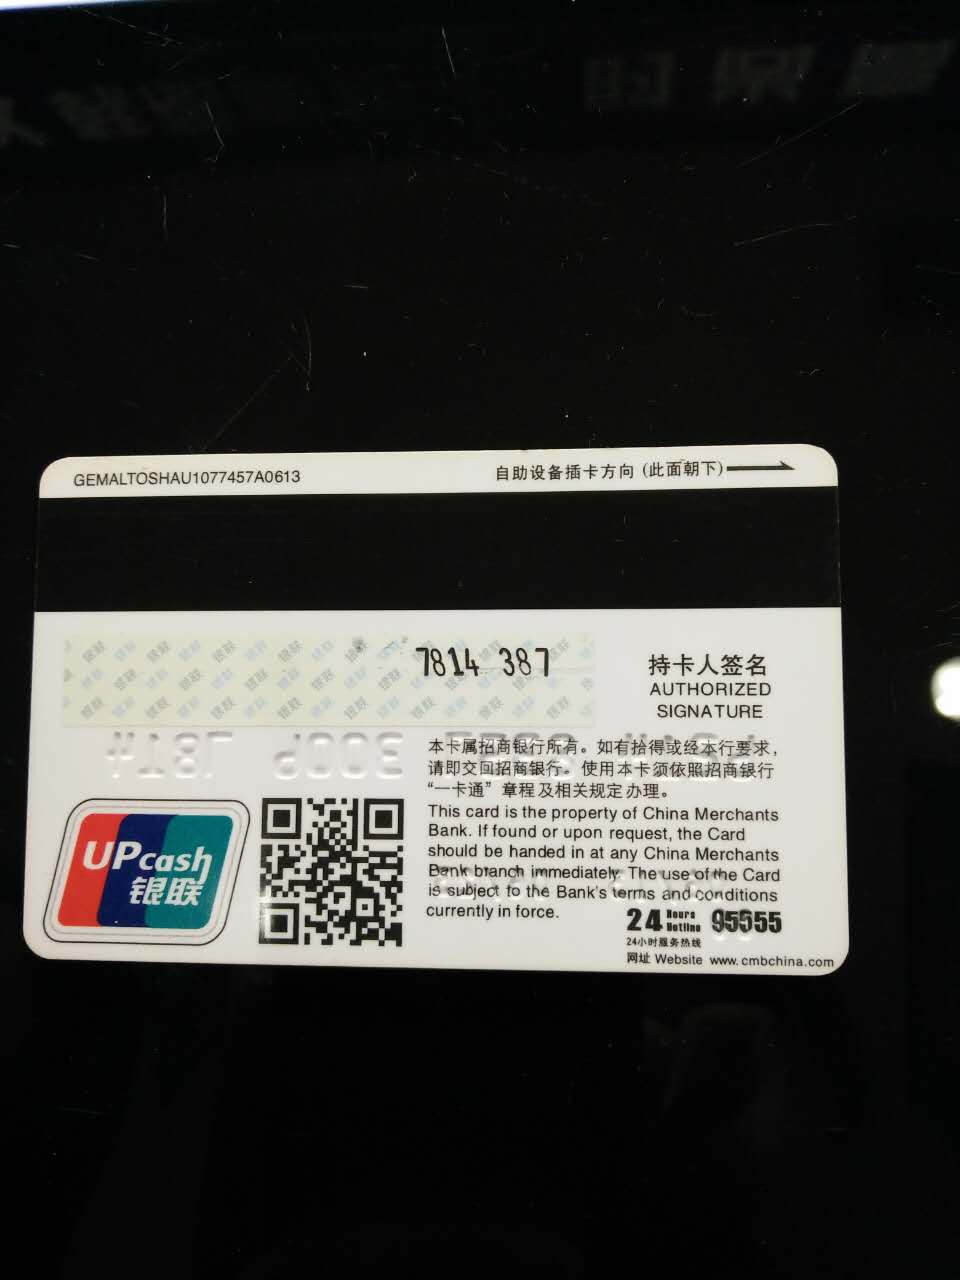 GEMALTOSHAU1077457A0613
自助设备插卡方向 (此面朝下)
7814 387
持卡人签名
AUTHORIZED
SIGNATURE
本卡属招商银行所有。如有拾得或经本行要求，
请即交回招商银行。使用本卡须依照招商银行
“一卡通”章程及相关规定办理。
This card is the property of China Merchants
Bank. If found or upon request, the Card
should be handed in at any China Merchants
Bank branch immediately. The use of the Card
is subject to the Bank's terms and conditions
currently in force.
UPcash
银联
24 Hours Hotline 95555
24小时服务热线
网址 Website www.cmbchina.com